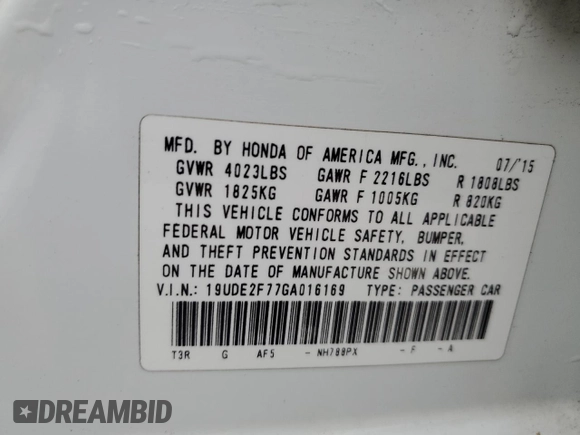 MFD. BY HONDA OF AMERICA MFG., INC. 07/'15
GVWR 4023LBS GAWR F 2216LBS R 1808LBS
GVWR 1825KG GAWR F 1005KG R 820KG
THIS VEHICLE CONFORMS TO ALL APPLICABLE
FEDERAL MOTOR VEHICLE SAFETY, BUMPER,
AND THEFT PREVENTION STANDARDS IN EFFECT
ON THE DATE OF MANUFACTURE SHOWN ABOVE.
V.I.N.: 19UDE2F77GA016169 TYPE: PASSENGER CAR
T3R G AF5 - NH788PX - F - A
DREAMBID